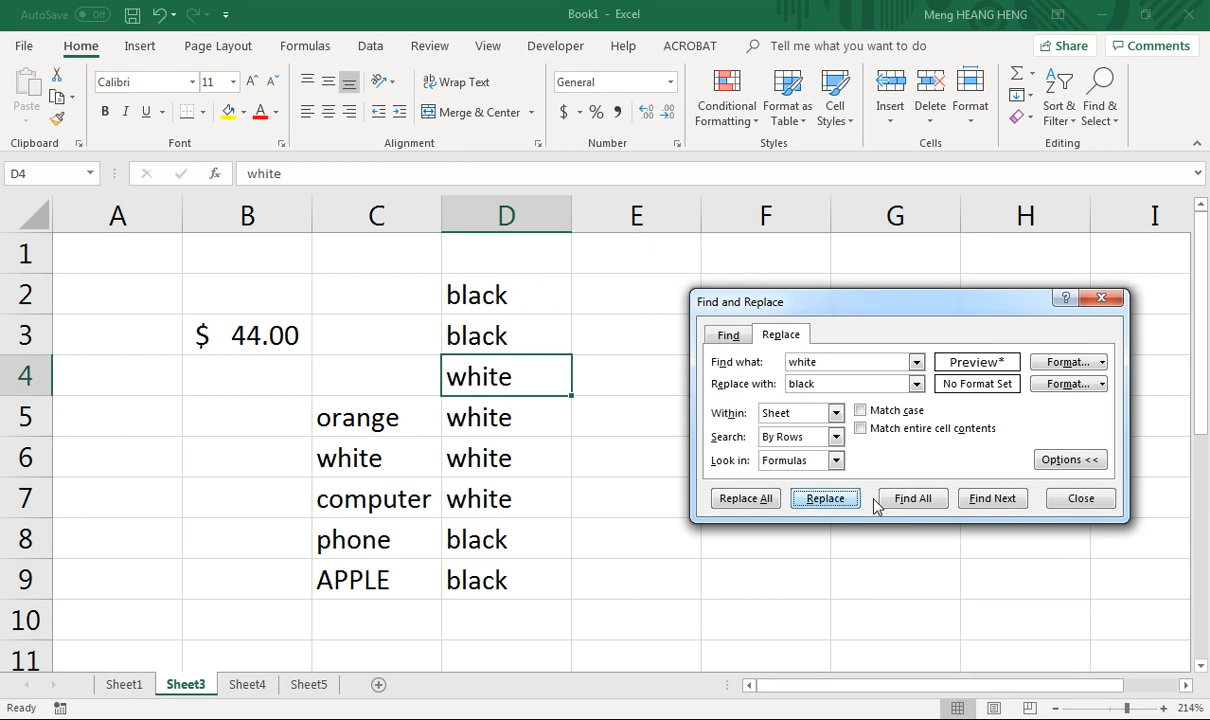 AutoSave Off
Book1 - Excel
Meng HEANG HENG
File Home Insert Page Layout Formulas Data Review View Developer Help ACROBAT Tell me what you want to do Share Comments
Paste
Calibri 11
B I U
Wrap Text
Merge & Center
General
$ % ,
Conditional Formatting
Format as Table
Cell Styles
Insert Delete Format
Sort & Filter
Find & Select
Clipboard Font Alignment Number Styles Cells Editing
D4 fx white
A B C D E F G H I
1
2 black
3 $ 44.00 black
4 white
5 orange white
6 white white
7 computer white
8 phone black
9 APPLE black
10
11
Find and Replace
Find Replace
Find what: white Preview* Format...
Replace with: black No Format Set Format...
Within: Sheet Match case
Search: By Rows Match entire cell contents
Look in: Formulas Options <<
Replace All Replace Find All Find Next Close
Sheet1 Sheet3 Sheet4 Sheet5
Ready 214%